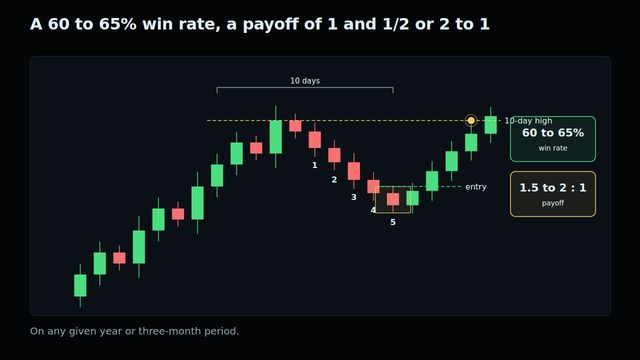 A 60 to 65% win rate, a payoff of 1 and 1/2 or 2 to 1
10 days
10-day high
60 to 65%
win rate
1
2
3
4
5
entry
1.5 to 2 : 1
payoff
On any given year or three-month period.